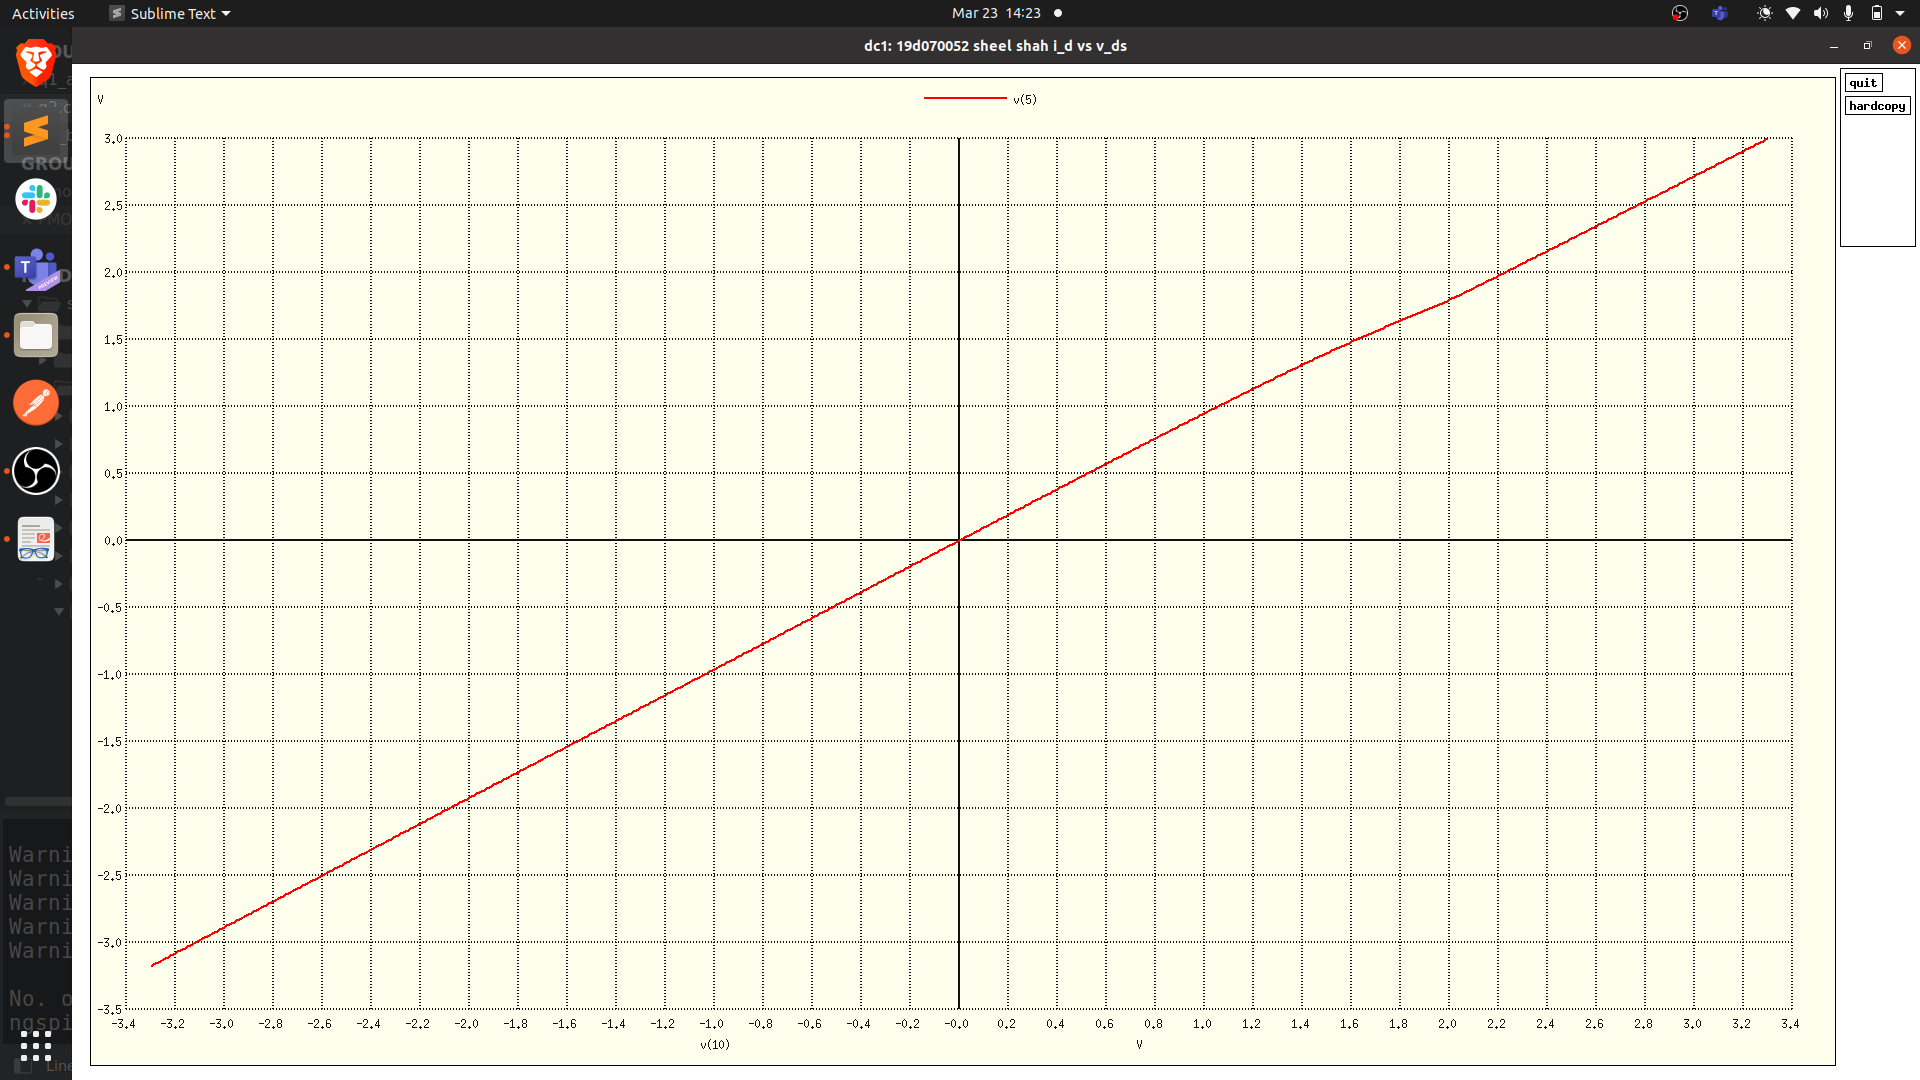 Activities
Sublime Text
Mar 23 14:23
dc1: 19d070052 sheel shah i_d vs v_ds
quit
hardcopy
V
v(5)
3.0
2.5
2.0
1.5
1.0
0.5
0.0
-0.5
-1.0
-1.5
-2.0
-2.5
-3.0
-3.5
-3.4 -3.2 -3.0 -2.8 -2.6 -2.4 -2.2 -2.0 -1.8 -1.6 -1.4 -1.2 -1.0 -0.8 -0.6 -0.4 -0.2 -0.0 0.2 0.4 0.6 0.8 1.0 1.2 1.4 1.6 1.8 2.0 2.2 2.4 2.6 2.8 3.0 3.2 3.4
v(10) V
GROU
T
PREVIEW
Warni
Warni
Warni
Warni
Warni
No. o
ngspi
Line